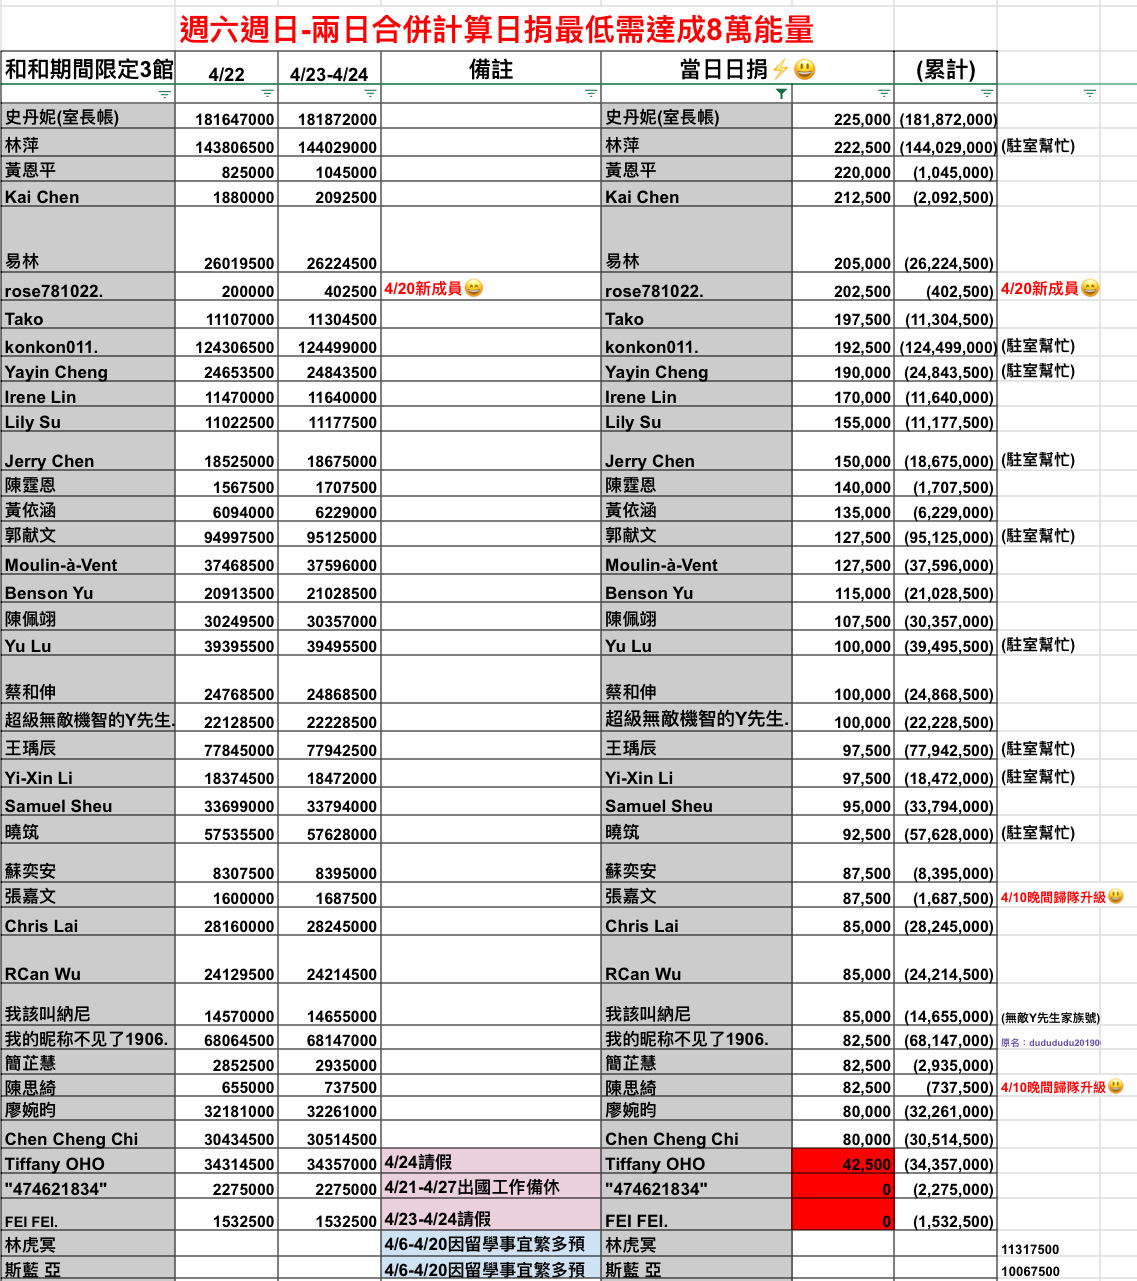 週六週日-兩日合併計算日捐最低需達成8萬能量
和和期間限定3館 4/22 4/23-4/24 備註 當日日捐⚡😃 (累計)
史丹妮(室長帳) 181647000 181872000 史丹妮(室長帳) 225,000 (181,872,000)
林萍 143806500 144029000 林萍 222,500 (144,029,000) (駐室幫忙)
黃恩平 825000 1045000 黃恩平 220,000 (1,045,000)
Kai Chen 1880000 2092500 Kai Chen 212,500 (2,092,500)
易林 26019500 26224500 易林 205,000 (26,224,500)
rose781022. 200000 402500 4/20新成員😄 rose781022. 202,500 (402,500) 4/20新成員😄
Tako 11107000 11304500 Tako 197,500 (11,304,500)
konkon011. 124306500 124499000 konkon011. 192,500 (124,499,000) (駐室幫忙)
Yayin Cheng 24653500 24843500 Yayin Cheng 190,000 (24,843,500) (駐室幫忙)
Irene Lin 11470000 11640000 Irene Lin 170,000 (11,640,000)
Lily Su 11022500 11177500 Lily Su 155,000 (11,177,500)
Jerry Chen 18525000 18675000 Jerry Chen 150,000 (18,675,000) (駐室幫忙)
陳霆恩 1567500 1707500 陳霆恩 140,000 (1,707,500)
黃依涵 6094000 6229000 黃依涵 135,000 (6,229,000)
郭献文 94997500 95125000 郭献文 127,500 (95,125,000) (駐室幫忙)
Moulin-à-Vent 37468500 37596000 Moulin-à-Vent 127,500 (37,596,000)
Benson Yu 20913500 21028500 Benson Yu 115,000 (21,028,500)
陳佩翊 30249500 30357000 陳佩翊 107,500 (30,357,000)
Yu Lu 39395500 39495500 Yu Lu 100,000 (39,495,500) (駐室幫忙)
蔡和伸 24768500 24868500 蔡和伸 100,000 (24,868,500)
超級無敵機智的Y先生. 22128500 22228500 超級無敵機智的Y先生. 100,000 (22,228,500)
王瑀辰 77845000 77942500 王瑀辰 97,500 (77,942,500) (駐室幫忙)
Yi-Xin Li 18374500 18472000 Yi-Xin Li 97,500 (18,472,000) (駐室幫忙)
Samuel Sheu 33699000 33794000 Samuel Sheu 95,000 (33,794,000)
曉筑 57535500 57628000 曉筑 92,500 (57,628,000) (駐室幫忙)
蘇奕安 8307500 8395000 蘇奕安 87,500 (8,395,000)
張嘉文 1600000 1687500 張嘉文 87,500 (1,687,500) 4/10晚間歸隊升級😃
Chris Lai 28160000 28245000 Chris Lai 85,000 (28,245,000)
RCan Wu 24129500 24214500 RCan Wu 85,000 (24,214,500)
我該叫納尼 14570000 14655000 我該叫納尼 85,000 (14,655,000) (無敵Y先生家族號)
我的昵称不见了1906. 68064500 68147000 我的昵称不见了1906. 82,500 (68,147,000) 原名：dudududu20190
簡芷慧 2852500 2935000 簡芷慧 82,500 (2,935,000)
陳思綺 655000 737500 陳思綺 82,500 (737,500) 4/10晚間歸隊升級😃
廖婉昀 32181000 32261000 廖婉昀 80,000 (32,261,000)
Chen Cheng Chi 30434500 30514500 Chen Cheng Chi 80,000 (30,514,500)
Tiffany OHO 34314500 34357000 4/24請假 Tiffany OHO 42,500 (34,357,000)
"474621834" 2275000 2275000 4/21-4/27出國工作備休 "474621834" 0 (2,275,000)
FEI FEI. 1532500 1532500 4/23-4/24請假 FEI FEI. 0 (1,532,500)
林虎冥 4/6-4/20因留學事宜繁多預 林虎冥 11317500
斯藍 亞 4/6-4/20因留學事宜繁多預 斯藍 亞 10067500